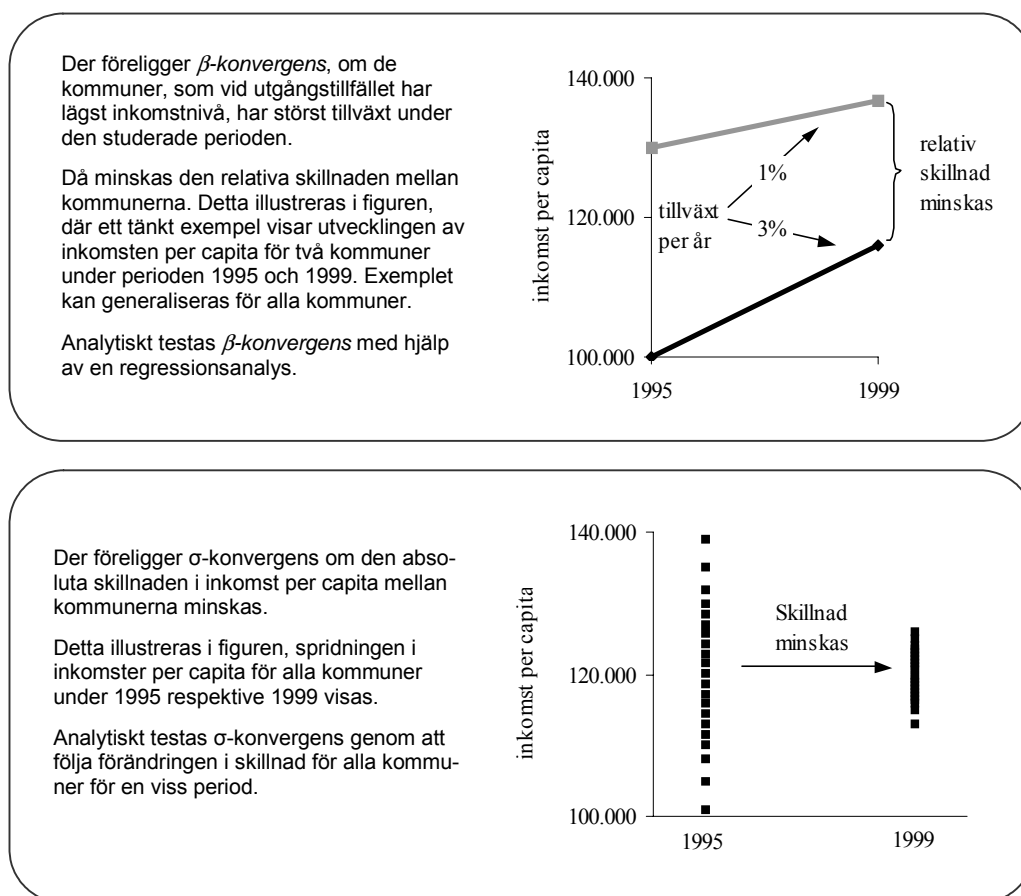 Der föreligger β-konvergens, om de
kommuner, som vid utgångstillfället har
lägst inkomstnivå, har störst tillväxt under
den studerade perioden.
Då minskas den relativa skillnaden mellan
kommunerna. Detta illustreras i figuren,
där ett tänkt exempel visar utvecklingen av
inkomsten per capita för två kommuner
under perioden 1995 och 1999. Exemplet
kan generaliseras för alla kommuner.
Analytiskt testas β-konvergens med hjälp
av en regressionsanalys.
inkomst per capita
140.000
120.000
100.000
1995
1999
tillväxt
per år
1%
3%
relativ
skillnad
minskas
Der föreligger σ-konvergens om den abso-
luta skillnaden i inkomst per capita mellan
kommunerna minskas.
Detta illustreras i figuren, spridningen i
inkomster per capita för alla kommuner
under 1995 respektive 1999 visas.
Analytiskt testas σ-konvergens genom att
följa förändringen i skillnad för alla kommu-
ner för en viss period.
inkomst per capita
140.000
120.000
100.000
1995
1999
Skillnad
minskas